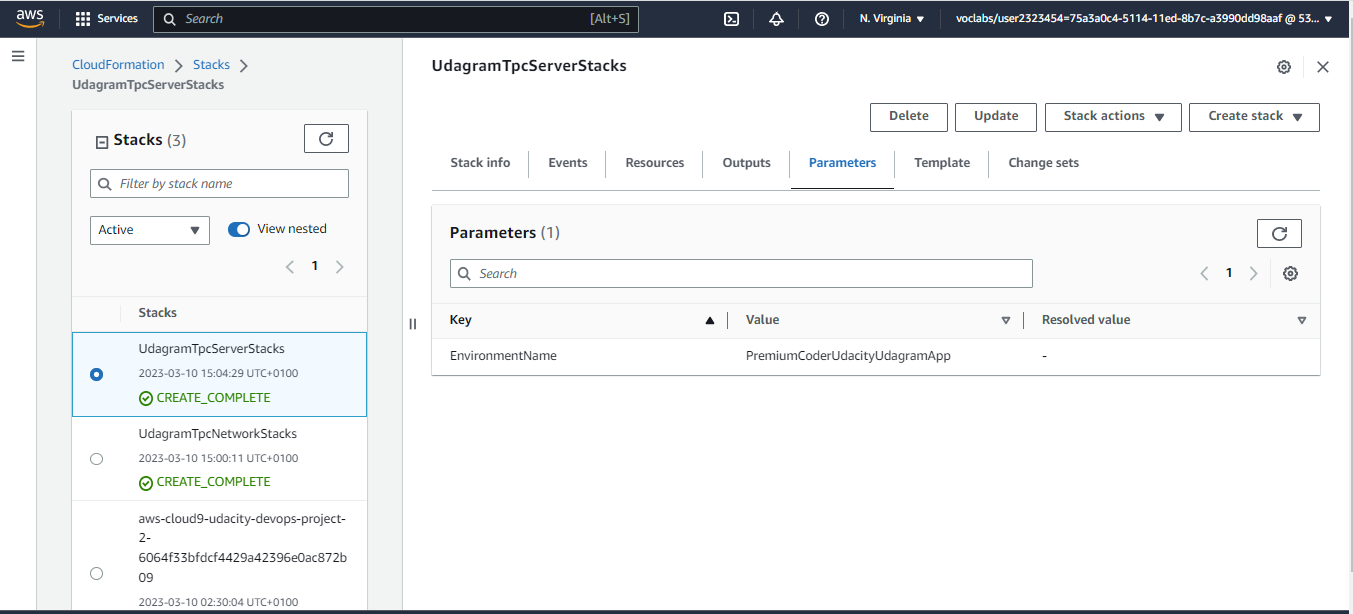 aws
Services
Search
[Alt+S]
N. Virginia
voclabs/user2323454=75a3a0c4-5114-11ed-8b7c-a3990dd98aaf @ 53...
CloudFormation
Stacks
UdagramTpcServerStacks
Stacks (3)
Filter by stack name
Active
View nested
1
Stacks
UdagramTpcServerStacks
2023-03-10 15:04:29 UTC+0100
CREATE_COMPLETE
UdagramTpcNetworkStacks
2023-03-10 15:00:11 UTC+0100
CREATE_COMPLETE
aws-cloud9-udacity-devops-project-
2-
6064f33bfdcf4429a42396e0ac872b
09
2023-03-10 02:30:04 UTC+0100
UdagramTpcServerStacks
Delete
Update
Stack actions
Create stack
Stack info
Events
Resources
Outputs
Parameters
Template
Change sets
Parameters (1)
Search
1
Key
Value
Resolved value
EnvironmentName
PremiumCoderUdacityUdagramApp
-